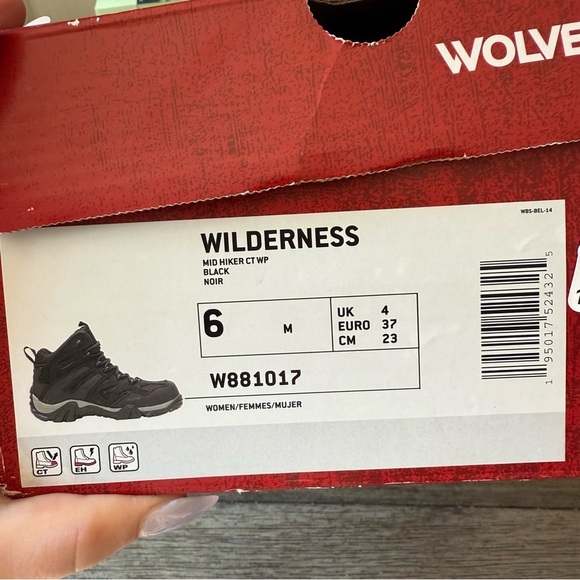 WOLVE
WBS-BEL-14
WILDERNESS
MID HIKER CT WP
BLACK
NOIR
6 M
UK 4
EURO 37
CM 23
W881017
WOMEN/FEMMES/MUJER
1 95017 52432 5
CT EH WP